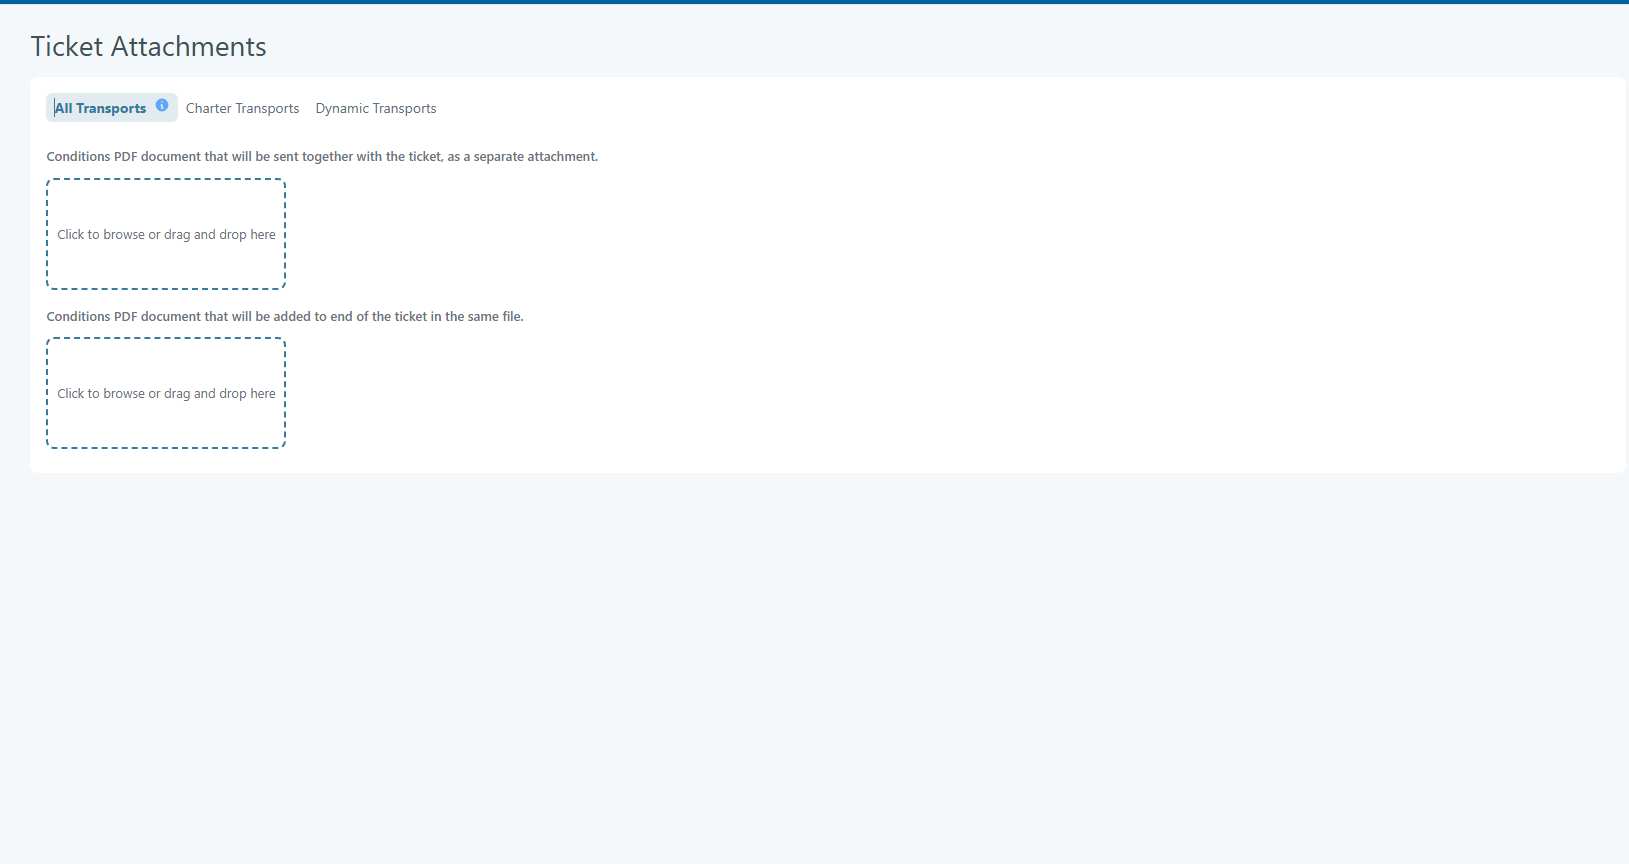 Ticket Attachments
All Transports Charter Transports Dynamic Transports
Conditions PDF document that will be sent together with the ticket, as a separate attachment.
Click to browse or drag and drop here
Conditions PDF document that will be added to end of the ticket in the same file.
Click to browse or drag and drop here